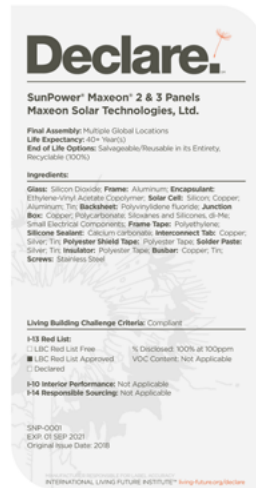 Declare.
SunPower® Maxeon® 2 & 3 Panels
Maxeon Solar Technologies, Ltd.
Final Assembly: Multiple Global Locations
Life Expectancy: 40+ Year(s)
End of Life Options: Salvageable/Reusable in its Entirety,
Recyclable (100%)
Ingredients:
Glass: Silicon Dioxide; Frame: Aluminum; Encapsulant:
Ethylene-Vinyl Acetate Copolymer; Solar Cell: Silicon; Copper;
Aluminum; Tin; Backsheet: Polyvinylidene fluoride; Junction
Box: Copper; Polycarbonate; Siloxanes and Silicones, di-Me;
Small Electrical Components; Frame Tape: Polyethylene;
Silicone Sealant: Calcium carbonate; Interconnect Tab: Copper;
Silver; Tin; Polyester Shield Tape: Polyester Tape; Solder Paste:
Silver; Tin; Insulator: Polyester Tape; Busbar: Copper; Tin;
Screws: Stainless Steel
Living Building Challenge Criteria: Compliant
I-13 Red List:
LBC Red List Free % Disclosed: 100% at 100ppm
LBC Red List Approved VOC Content: Not Applicable
Declared
I-10 Interior Performance: Not Applicable
I-14 Responsible Sourcing: Not Applicable
SNP-0001
EXP. 01 SEP 2021
Original Issue Date: 2018
MANUFACTURER RESPONSIBLE FOR LABEL ACCURACY
INTERNATIONAL LIVING FUTURE INSTITUTE™ living-future.org/declare